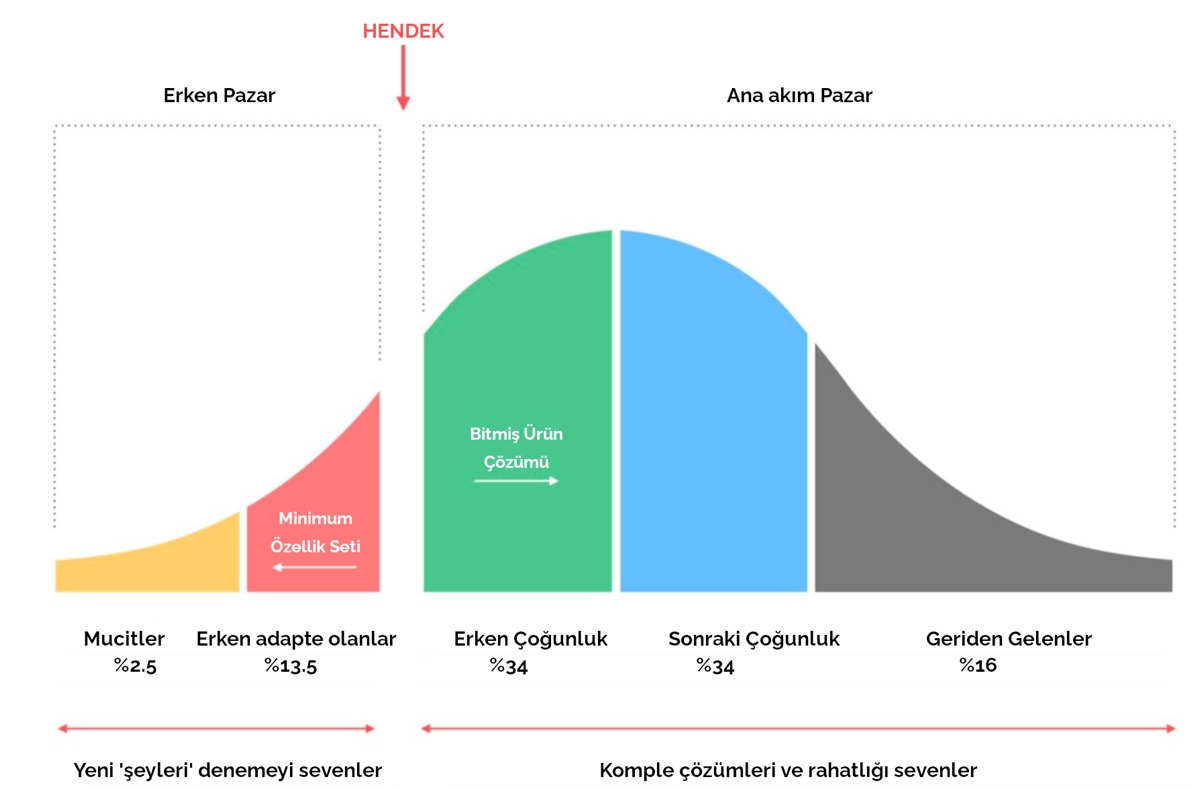 HENDEK
Erken Pazar
Ana akım Pazar
Bitmiş Ürün
Çözümü
Minimum
Özellik Seti
Mucitler
%2.5
Erken adapte olanlar
%13.5
Erken Çoğunluk
%34
Sonraki Çoğunluk
%34
Geriden Gelenler
%16
Yeni 'şeyleri' denemeyi sevenler
Komple çözümleri ve rahatlığı sevenler